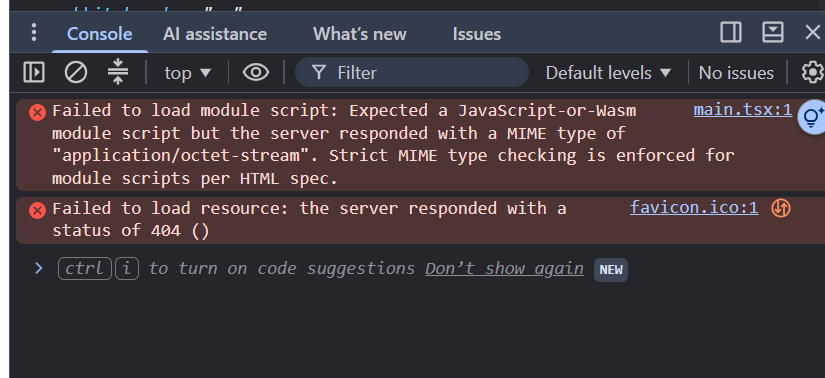 Console AI assistance What's new Issues
top Filter Default levels No issues
Failed to load module script: Expected a JavaScript-or-Wasm main.tsx:1
module script but the server responded with a MIME type of
"application/octet-stream". Strict MIME type checking is enforced for
module scripts per HTML spec.
Failed to load resource: the server responded with a favicon.ico:1
status of 404 ()
ctrl i to turn on code suggestions Don't show again NEW